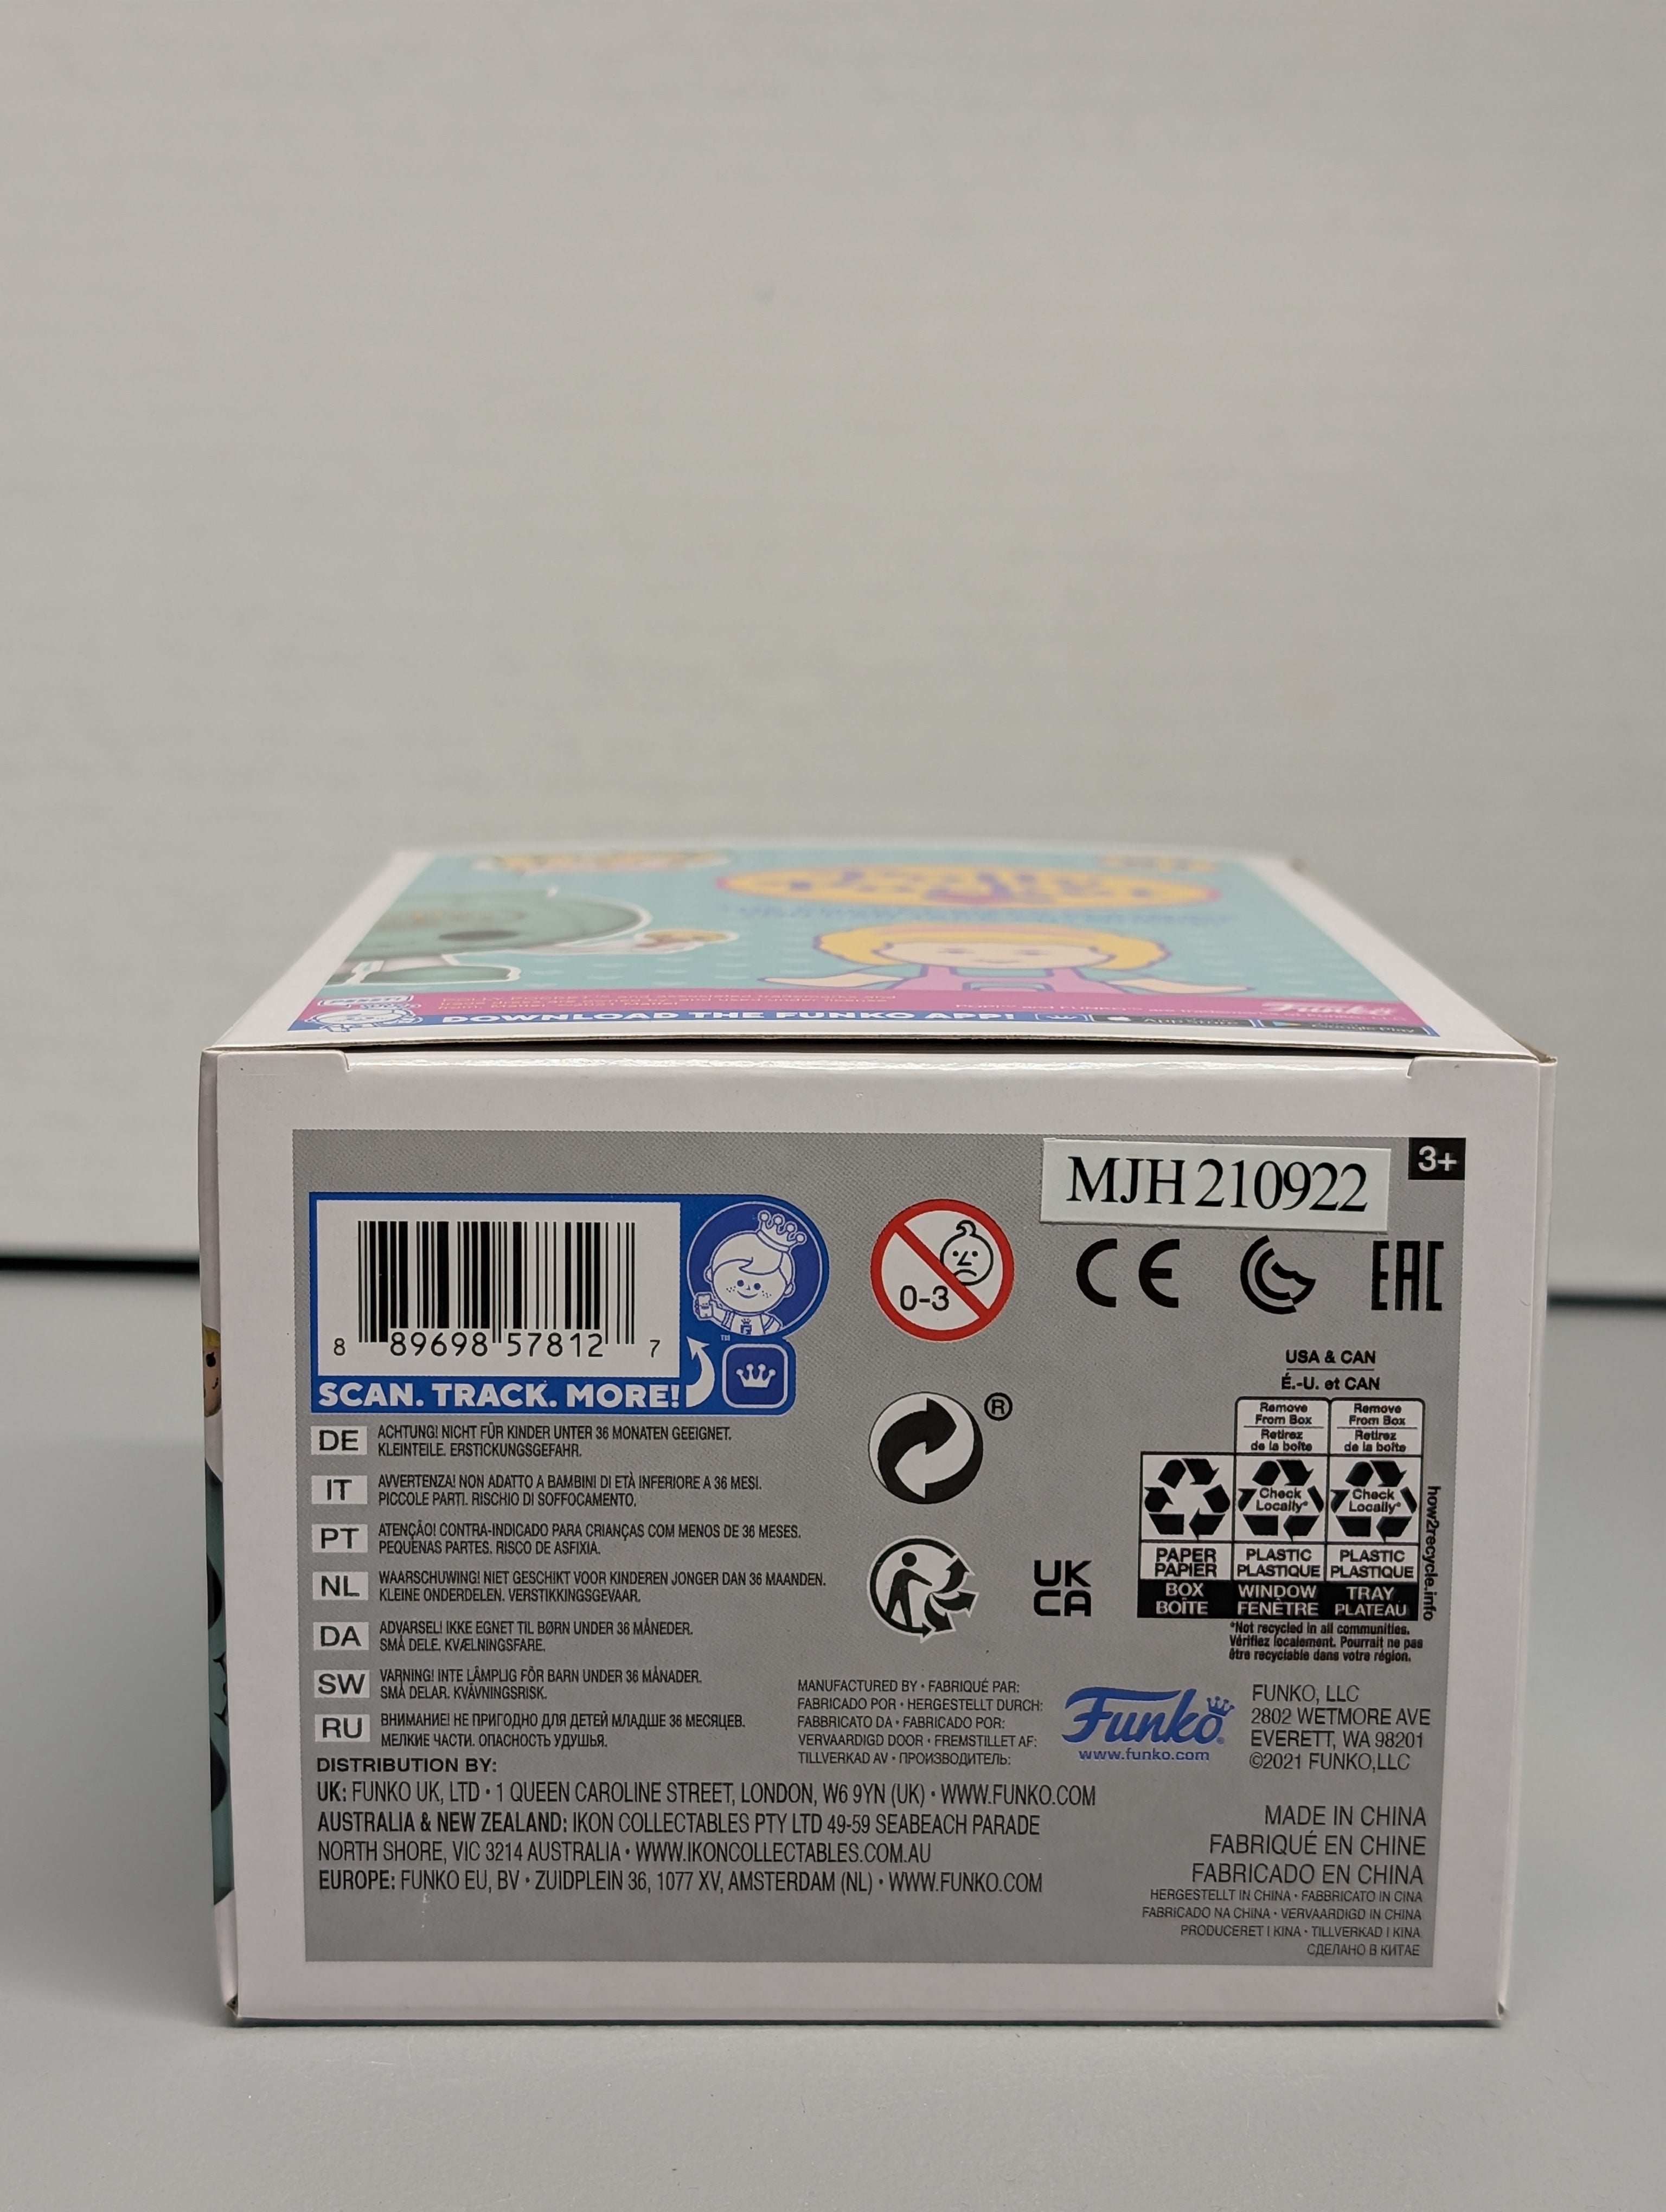 DOWNLOAD THE FUNKO APP!
Funko
MJH 210922
3+
8 89698 57812 7
TM
SCAN. TRACK. MORE!
0-3
CE
EAC
®
USA & CAN
É.-U. et CAN
Remove From Box
Retirez de la boîte
Remove From Box
Retirez de la boîte
Check Locally*
Check Locally*
PAPER PAPIER
PLASTIC PLASTIQUE
PLASTIC PLASTIQUE
BOX BOÎTE
WINDOW FENÊTRE
TRAY PLATEAU
how2recycle.info
*Not recycled in all communities.
Vérifiez localement. Pourrait ne pas
être recyclable dans votre région.
UK
CA
DE ACHTUNG! NICHT FÜR KINDER UNTER 36 MONATEN GEEIGNET.
KLEINTEILE. ERSTICKUNGSGEFAHR.
IT AVVERTENZA! NON ADATTO A BAMBINI DI ETÀ INFERIORE A 36 MESI.
PICCOLE PARTI. RISCHIO DI SOFFOCAMENTO.
PT ATENÇÃO! CONTRA-INDICADO PARA CRIANÇAS COM MENOS DE 36 MESES.
PEQUENAS PARTES. RISCO DE ASFIXIA.
NL WAARSCHUWING! NIET GESCHIKT VOOR KINDEREN JONGER DAN 36 MAANDEN.
KLEINE ONDERDELEN. VERSTIKKINGSGEVAAR.
DA ADVARSEL! IKKE EGNET TIL BØRN UNDER 36 MÅNEDER.
SMÅ DELE. KVÆLNINGSFARE.
SW VARNING! INTE LÄMPLIG FÖR BARN UNDER 36 MÅNADER.
SMÅ DELAR. KVÄVNINGSRISK.
RU ВНИМАНИЕ! НЕ ПРИГОДНО ДЛЯ ДЕТЕЙ МЛАДШЕ 36 МЕСЯЦЕВ.
МЕЛКИЕ ЧАСТИ. ОПАСНОСТЬ УДУШЬЯ.
MANUFACTURED BY • FABRIQUÉ PAR:
FABRICADO POR • HERGESTELLT DURCH:
FABBRICATO DA • FABRICADO POR:
VERVAARDIGD DOOR • FREMSTILLET AF:
TILLVERKAD AV • ПРОИЗВОДИТЕЛЬ:
Funko®
www.funko.com
FUNKO, LLC
2802 WETMORE AVE
EVERETT, WA 98201
©2021 FUNKO,LLC
DISTRIBUTION BY:
UK: FUNKO UK, LTD • 1 QUEEN CAROLINE STREET, LONDON, W6 9YN (UK) • WWW.FUNKO.COM
AUSTRALIA & NEW ZEALAND: IKON COLLECTABLES PTY LTD 49-59 SEABEACH PARADE
NORTH SHORE, VIC 3214 AUSTRALIA • WWW.IKONCOLLECTABLES.COM.AU
EUROPE: FUNKO EU, BV • ZUIDPLEIN 36, 1077 XV, AMSTERDAM (NL) • WWW.FUNKO.COM
MADE IN CHINA
FABRIQUÉ EN CHINE
FABRICADO EN CHINA
HERGESTELLT IN CHINA • FABBRICATO IN CINA
FABRICADO NA CHINA • VERVAARDIGD IN CHINA
PRODUCERET I KINA • TILLVERKAD I KINA
СДЕЛАНО В КИТАЕ